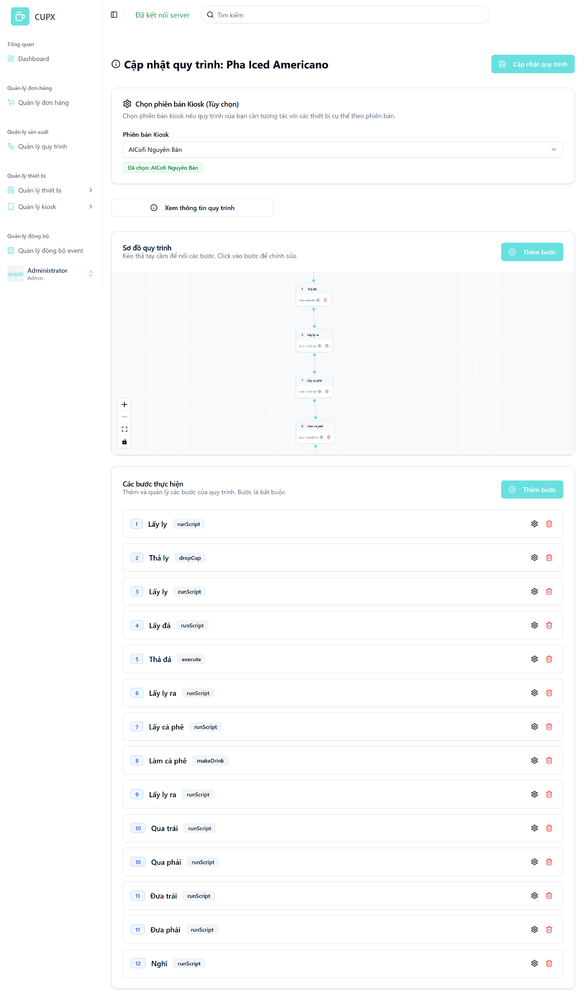 CUPX
Tổng quan
Dashboard
Quản lý đơn hàng
Quản lý đơn hàng
Quản lý sản xuất
Quản lý quy trình
Quản lý thiết bị
Quản lý thiết bị
Quản lý kiosk
Quản lý đồng bộ
Quản lý đồng bộ event
inistr
Administrator
Admin
Đã kết nối server
Tìm kiếm
Cập nhật quy trình: Pha Iced Americano
Cập nhật quy trình
Chọn phiên bản Kiosk (Tùy chọn)
Chọn phiên bản kiosk nếu quy trình của bạn cần tương tác với các thiết bị cụ thể theo phiên bản.
Phiên bản Kiosk
AICofi Nguyên Bản
Đã chọn: AICofi Nguyên Bản
Xem thông tin quy trình
Sơ đồ quy trình
Kéo thả tay cầm để nối các bước. Click vào bước để chỉnh sửa.
Thêm bước
5 Thả đá
Loại: execute
6 Lấy ly ra
Loại: runScript
7 Lấy cà phê
Loại: runScript
8 Làm cà phê
Loại: makeDrink
Các bước thực hiện
Thêm và quản lý các bước của quy trình. Bước là bắt buộc.
Thêm bước
1 Lấy ly runScript
2 Thả ly dropCup
3 Lấy ly runScript
4 Lấy đá runScript
5 Thả đá execute
6 Lấy ly ra runScript
7 Lấy cà phê runScript
8 Làm cà phê makeDrink
9 Lấy ly ra runScript
10 Qua trái runScript
10 Qua phải runScript
11 Đưa trái runScript
11 Đưa phải runScript
12 Nghĩ runScript